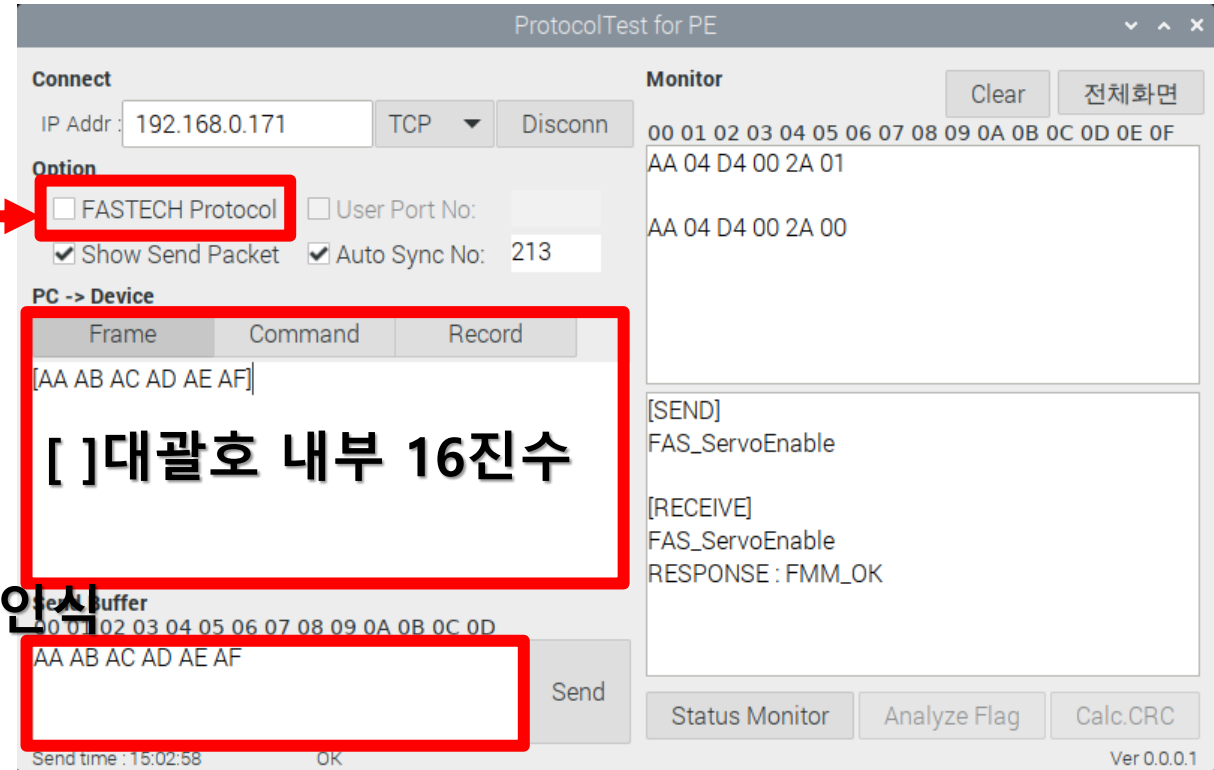 ProtocolTest for PE
Connect
IP Addr : 192.168.0.171 TCP Disconn
Option
FASTECH Protocol User Port No:
Show Send Packet Auto Sync No: 213
PC -> Device
Frame Command Record
[AA AB AC AD AE AF]
[ ]대괄호 내부 16진수
인식
Send Buffer
00 01 02 03 04 05 06 07 08 09 0A 0B 0C 0D
AA AB AC AD AE AF
Send
Send time : 15:02:58 OK
Monitor
Clear 전체화면
00 01 02 03 04 05 06 07 08 09 0A 0B 0C 0D 0E 0F
AA 04 D4 00 2A 01
AA 04 D4 00 2A 00
[SEND]
FAS_ServoEnable
[RECEIVE]
FAS_ServoEnable
RESPONSE : FMM_OK
Status Monitor Analyze Flag Calc.CRC
Ver 0.0.0.1